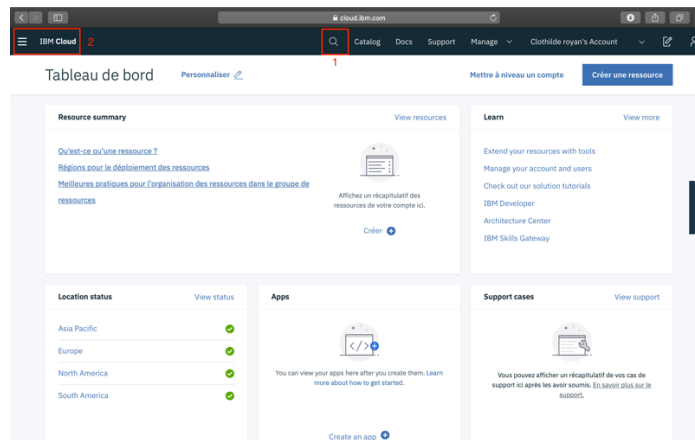 cloud.ibm.com
IBM Cloud 2 Catalog Docs Support Manage Clothilde royan's Account
1
Tableau de bord Personnaliser Mettre à niveau un compte Créer une ressource
Resource summary View resources
Qu'est-ce qu'une ressource ?
Régions pour le déploiement des ressources
Meilleures pratiques pour l'organisation des ressources dans le groupe de
ressources
Affichez un récapitulatif des
ressources de votre compte ici.
Créer
Learn View more
Extend your resources with tools
Manage your account and users
Check out our solution tutorials
IBM Developer
Architecture Center
IBM Skills Gateway
Location status View status
Asia Pacific
Europe
North America
South America
Apps
You can view your apps here after you create them. Learn
more about how to get started.
Create an app
Support cases View support
Vous pouvez afficher un récapitulatif de vos cas de
support ici après les avoir soumis. En savoir plus sur le
support.